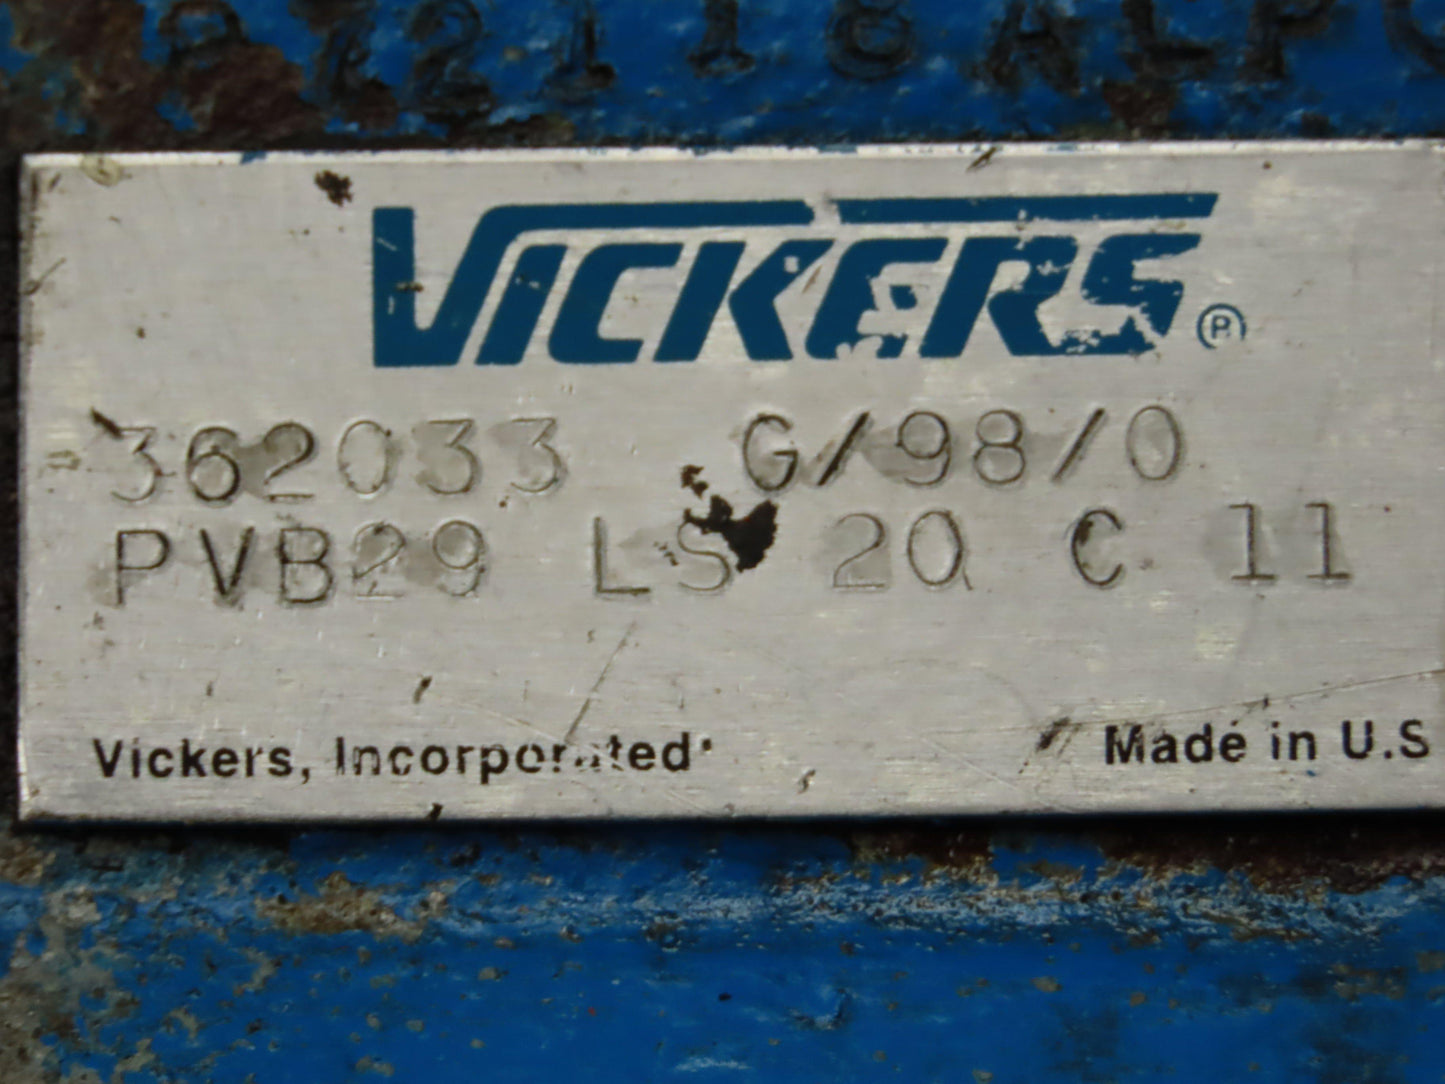 VICKERS®
362033 G/98/0
PVB29 LS 20 C 11
Vickers, Incorporated
Made in U.S